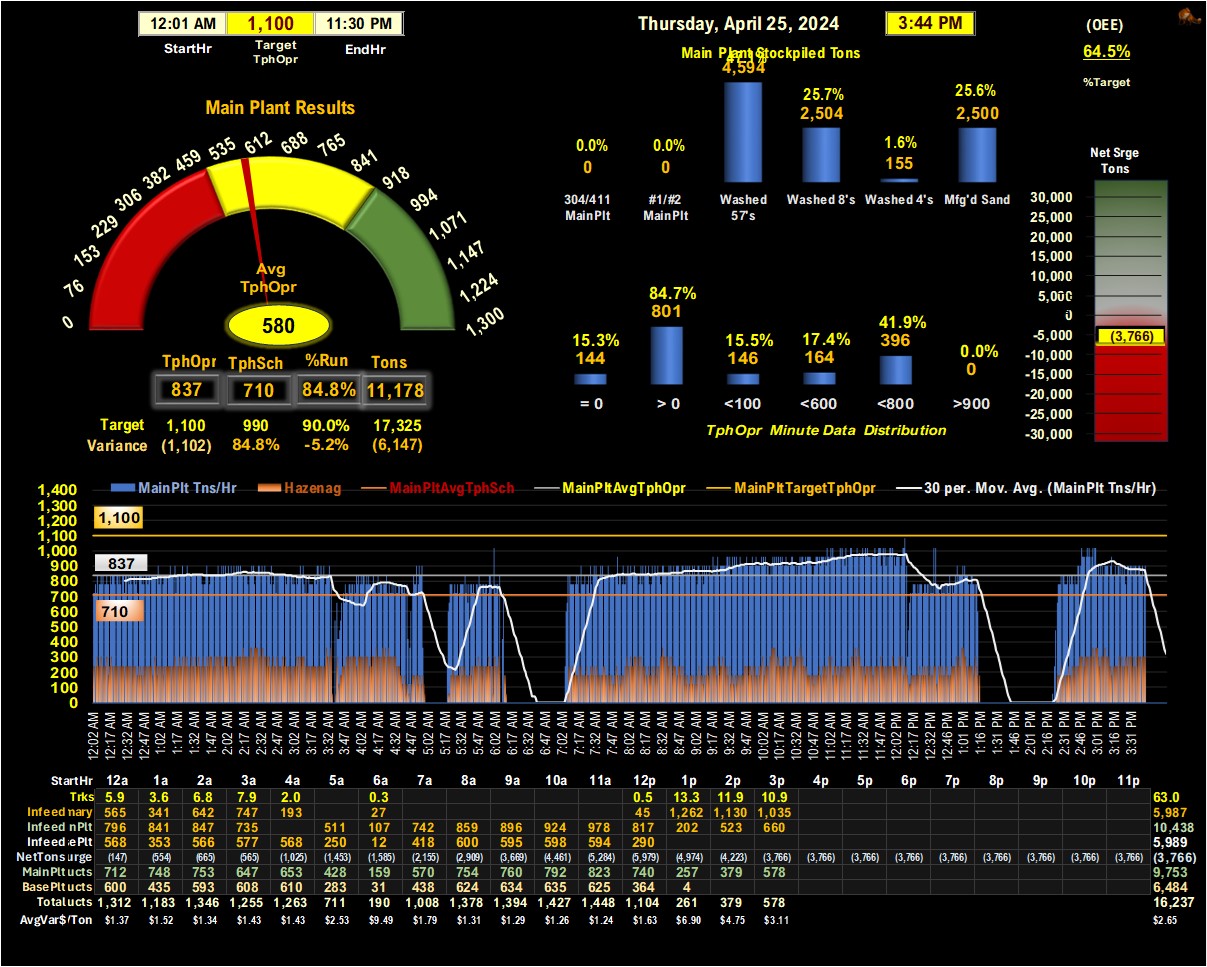 12:01 AM 1,100 11:30 PM
StartHr Target TphOpr EndHr
Thursday, April 25, 2024 3:44 PM
(OEE)
64.5%
%Target
Main Plant Stockpiled Tons
4,594
25.7% 25.6%
2,504 2,500
0.0% 0.0% 1.6%
0 0 155
304/411 MainPlt #1/#2 MainPlt Washed 57's Washed 8's Washed 4's Mfg'd Sand
Main Plant Results
0 76 153 229 306 382 459 535 612 688 765 841 918 994 1,071 1,147 1,224 1,300
Avg
TphOpr
580
TphOpr TphSch %Run Tons
837 710 84.8% 11,178
Target 1,100 990 90.0% 17,325
Variance (1,102) 84.8% -5.2% (6,147)
15.3% 84.7% 15.5% 17.4% 41.9% 0.0%
144 801 146 164 396 0
= 0 > 0 <100 <600 <800 >900
TphOpr Minute Data Distribution
Net Srge
Tons
30,000
25,000
20,000
15,000
10,000
5,000
0
-5,000 (3,766)
-10,000
-15,000
-20,000
-25,000
-30,000
MainPlt Tns/Hr Hazenag MainPltAvgTphSch MainPltAvgTphOpr MainPltTargetTphOpr 30 per. Mov. Avg. (MainPlt Tns/Hr)
1,400
1,300
1,200
1,100
1,000
900
800
700
600
500
400
300
200
100
0
1,100
837
710
12:02 AM 12:17 AM 12:32 AM 12:47 AM 1:02 AM 1:17 AM 1:32 AM 1:47 AM 2:02 AM 2:17 AM 2:32 AM 2:47 AM 3:02 AM 3:17 AM 3:32 AM 3:47 AM 4:02 AM 4:17 AM 4:32 AM 4:47 AM 5:02 AM 5:17 AM 5:32 AM 5:47 AM 6:02 AM 6:17 AM 6:32 AM 6:47 AM 7:02 AM 7:17 AM 7:32 AM 7:47 AM 8:02 AM 8:17 AM 8:32 AM 8:47 AM 9:02 AM 9:17 AM 9:32 AM 9:47 AM 10:02 AM 10:17 AM 10:32 AM 10:47 AM 11:02 AM 11:17 AM 11:32 AM 11:47 AM 12:02 PM 12:17 PM 12:32 PM 12:46 PM 1:01 PM 1:16 PM 1:31 PM 1:46 PM 2:01 PM 2:16 PM 2:31 PM 2:46 PM 3:01 PM 3:16 PM 3:31 PM
StartHr 12a 1a 2a 3a 4a 5a 6a 7a 8a 9a 10a 11a 12p 1p 2p 3p 4p 5p 6p 7p 8p 9p 10p 11p
Trks 5.9 3.6 6.8 7.9 2.0 0.3 0.5 13.3 11.9 10.9 63.0
Infeed mary 565 341 642 747 193 27 45 1,262 1,130 1,035 5,987
Infeed nPlt 796 841 847 735 511 107 742 859 896 924 978 817 202 523 660 10,438
Infeed ePlt 568 353 566 577 568 250 12 418 600 595 598 594 290 5,989
NetTons urge (147) (554) (665) (565) (1,025) (1,453) (1,585) (2,155) (2,909) (3,669) (4,461) (5,284) (5,979) (4,974) (4,223) (3,766) (3,766) (3,766) (3,766) (3,766) (3,766) (3,766) (3,766) (3,766) (3,766)
MainPlt ucts 712 748 753 647 653 428 159 570 754 760 792 823 740 257 379 578 9,753
BasePlt ucts 600 435 593 608 610 283 31 438 624 634 635 625 364 4 6,484
Total ucts 1,312 1,183 1,346 1,255 1,263 711 190 1,008 1,378 1,394 1,427 1,448 1,104 261 379 578 16,237
AvgVar$/Ton $1.37 $1.52 $1.34 $1.43 $1.43 $2.53 $9.49 $1.79 $1.31 $1.29 $1.26 $1.24 $1.63 $6.90 $4.75 $3.11 $2.65